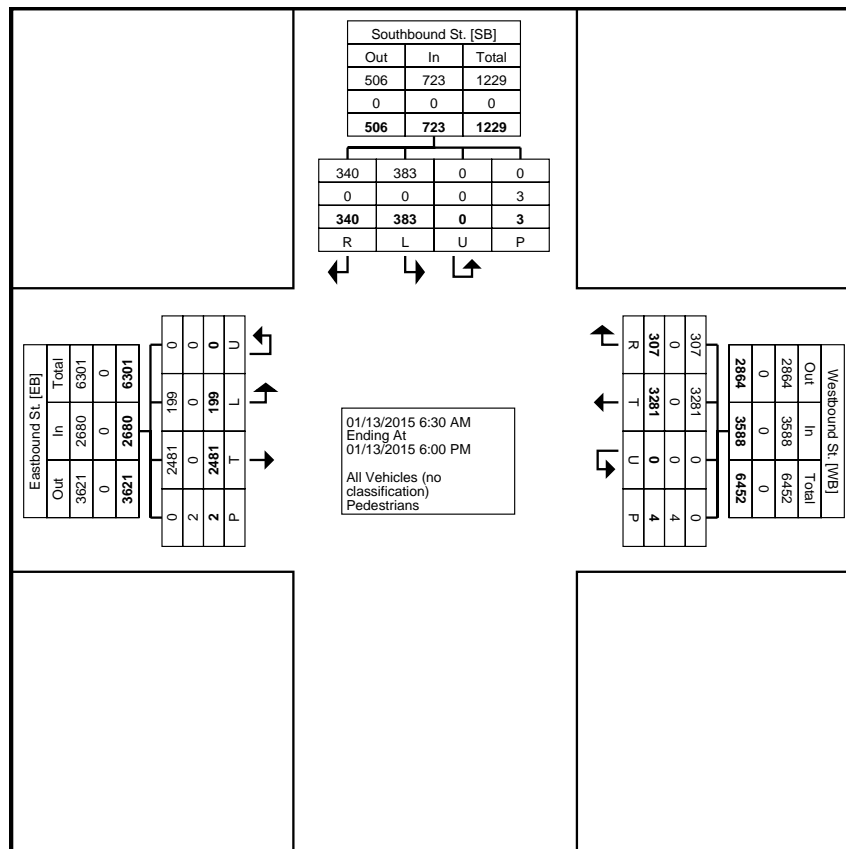 Southbound St. [SB]
Out In Total
506 723 1229
0 0 0
506 723 1229
340 383 0 0
0 0 0 3
340 383 0 3
R L U P
Eastbound St. [EB]
Total In Out
6301 2680 3621
0 0 0
6301 2680 3621
0 199 2481 0
0 0 0 2
0 199 2481 2
U L T P
01/13/2015 6:30 AM
Ending At
01/13/2015 6:00 PM
All Vehicles (no
classification)
Pedestrians
Westbound St. [WB]
Out In Total
2864 3588 6452
0 0 0
2864 3588 6452
307 3281 0 0
0 0 0 4
307 3281 0 4
R T U P